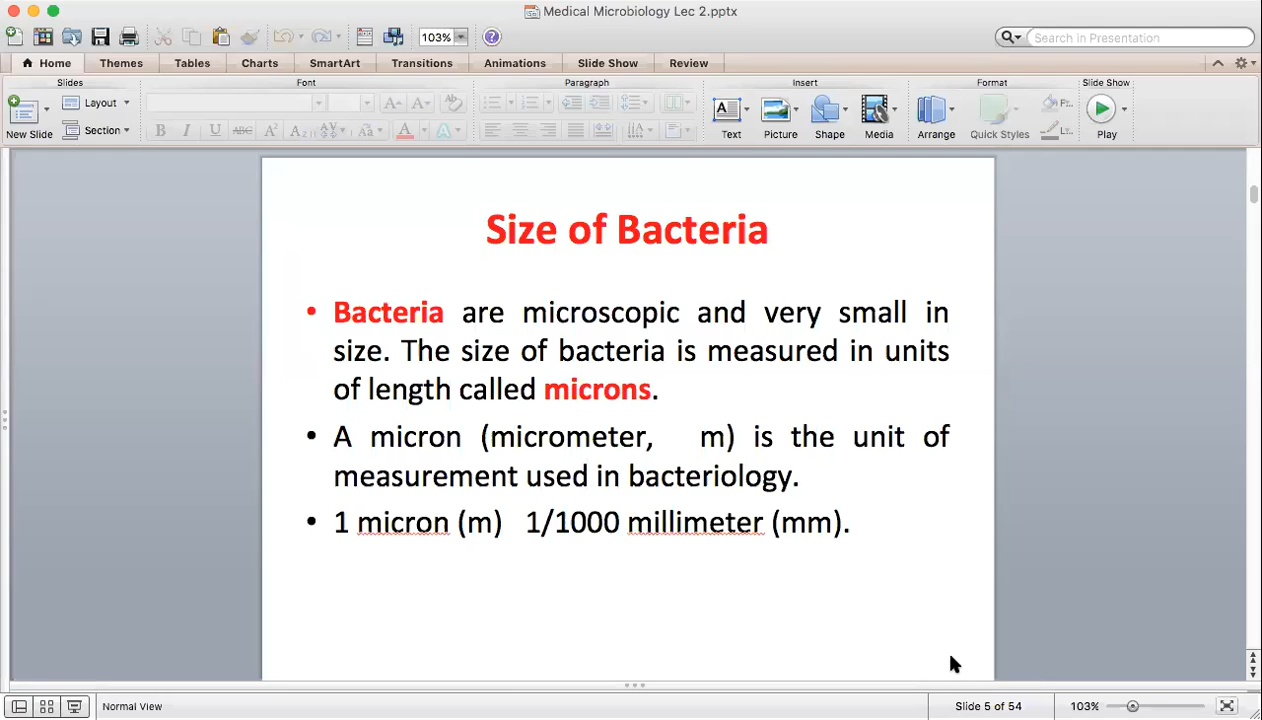 Medical Microbiology Lec 2.pptx
103%
Search in Presentation
Home Themes Tables Charts SmartArt Transitions Animations Slide Show Review
Slides Font Paragraph Insert Format Slide Show
Layout
New Slide Section
B I U ABC
Text Picture Shape Media Arrange Quick Styles Play
Size of Bacteria
• Bacteria are microscopic and very small in
size. The size of bacteria is measured in units
of length called microns.
• A micron (micrometer, m) is the unit of
measurement used in bacteriology.
• 1 micron (m) 1/1000 millimeter (mm).
Normal View Slide 5 of 54 103%